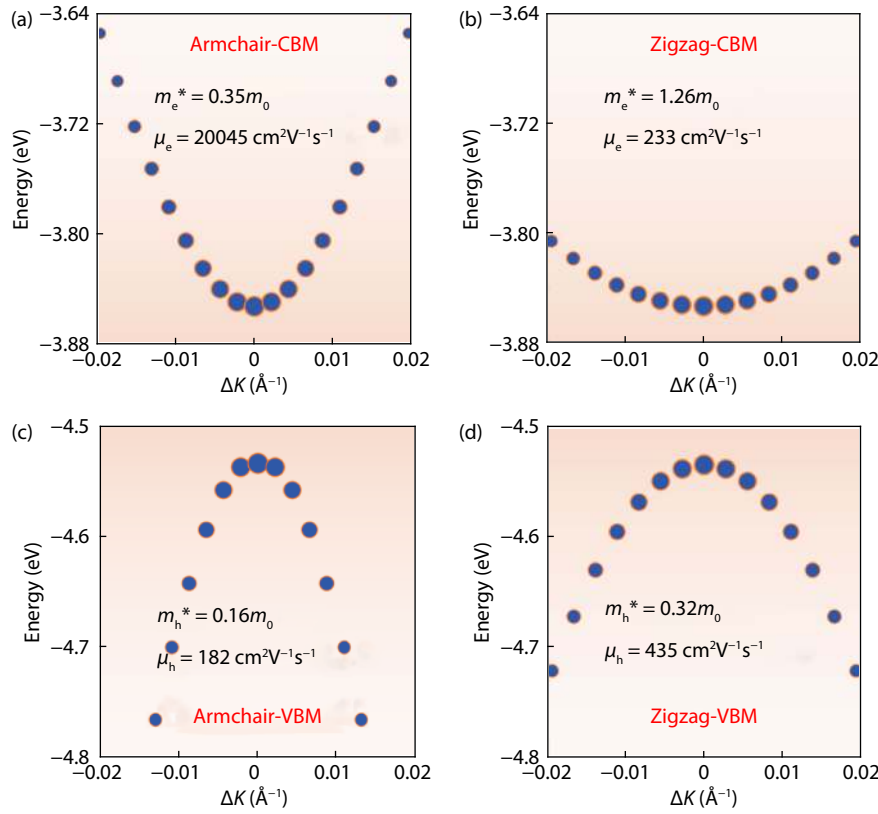 (a)
Armchair-CBM
m_e* = 0.35m_0
μ_e = 20045 cm²V⁻¹s⁻¹
Energy (eV)
−3.64
−3.72
−3.80
−3.88
−0.02 −0.01 0 0.01 0.02
ΔK (Å⁻¹)
(b)
Zigzag-CBM
m_e* = 1.26m_0
μ_e = 233 cm²V⁻¹s⁻¹
Energy (eV)
−3.64
−3.72
−3.80
−3.88
−0.02 −0.01 0 0.01 0.02
ΔK (Å⁻¹)
(c)
m_h* = 0.16m_0
μ_h = 182 cm²V⁻¹s⁻¹
Armchair-VBM
Energy (eV)
−4.5
−4.6
−4.7
−4.8
−0.02 −0.01 0 0.01 0.02
ΔK (Å⁻¹)
(d)
m_h* = 0.32m_0
μ_h = 435 cm²V⁻¹s⁻¹
Zigzag-VBM
Energy (eV)
−4.5
−4.6
−4.7
−4.8
−0.02 −0.01 0 0.01 0.02
ΔK (Å⁻¹)